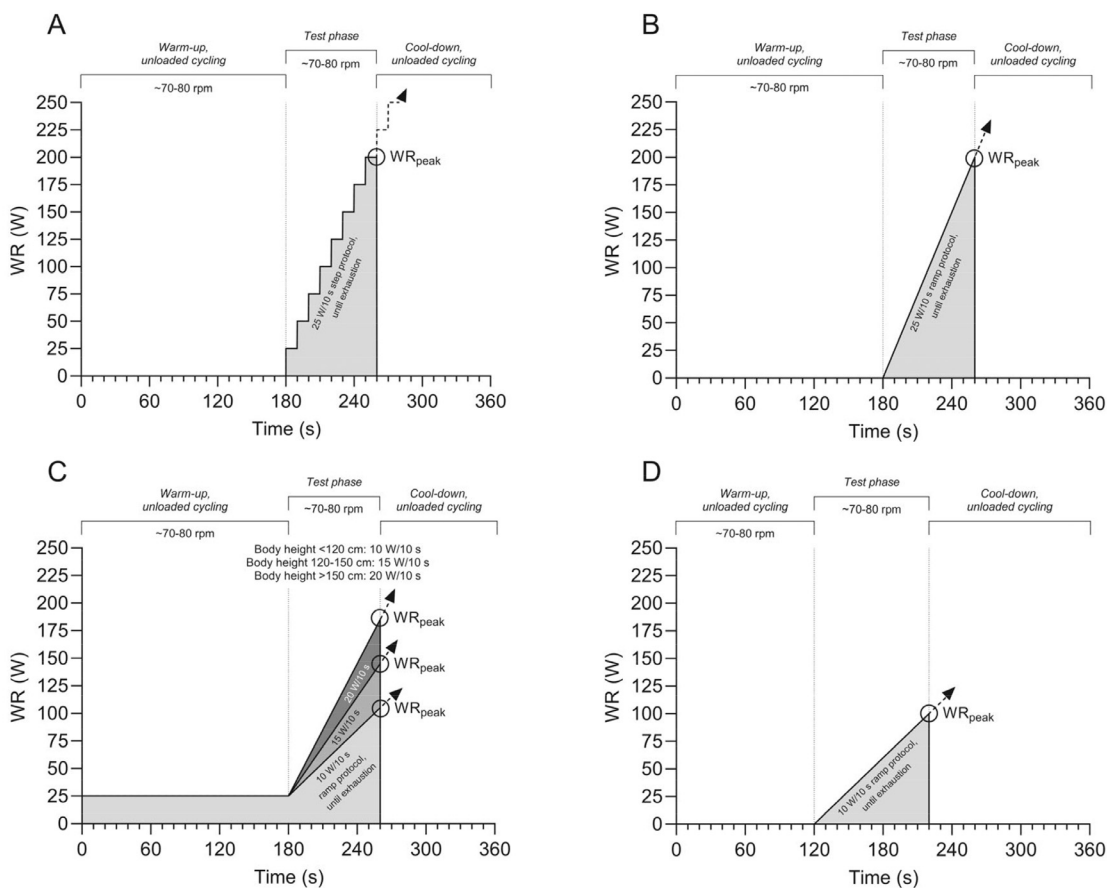 A
Test phase
Warm-up,
unloaded cycling
~70-80 rpm
Cool-down,
unloaded cycling
~70-80 rpm
250
225
200
175
150
125
100
75
50
25
0
WR (W)
WRpeak
25 W/10 s step protocol,
until exhaustion
0 60 120 180 240 300 360
Time (s)
B
Test phase
Warm-up,
unloaded cycling
~70-80 rpm
Cool-down,
unloaded cycling
~70-80 rpm
250
225
200
175
150
125
100
75
50
25
0
WR (W)
WRpeak
25 W/10 s ramp protocol,
until exhaustion
0 60 120 180 240 300 360
Time (s)
C
Test phase
Warm-up,
unloaded cycling
~70-80 rpm
Cool-down,
unloaded cycling
~70-80 rpm
Body height <120 cm: 10 W/10 s
Body height 120-150 cm: 15 W/10 s
Body height >150 cm: 20 W/10 s
250
225
200
175
150
125
100
75
50
25
0
WR (W)
WRpeak
WRpeak
WRpeak
20 W/10 s
15 W/10 s
10 W/10 s
ramp protocol,
until exhaustion
0 60 120 180 240 300 360
Time (s)
D
Test phase
Warm-up,
unloaded cycling
~70-80 rpm
Cool-down,
unloaded cycling
~70-80 rpm
250
225
200
175
150
125
100
75
50
25
0
WR (W)
WRpeak
10 W/10 s ramp protocol,
until exhaustion
0 60 120 180 240 300 360
Time (s)